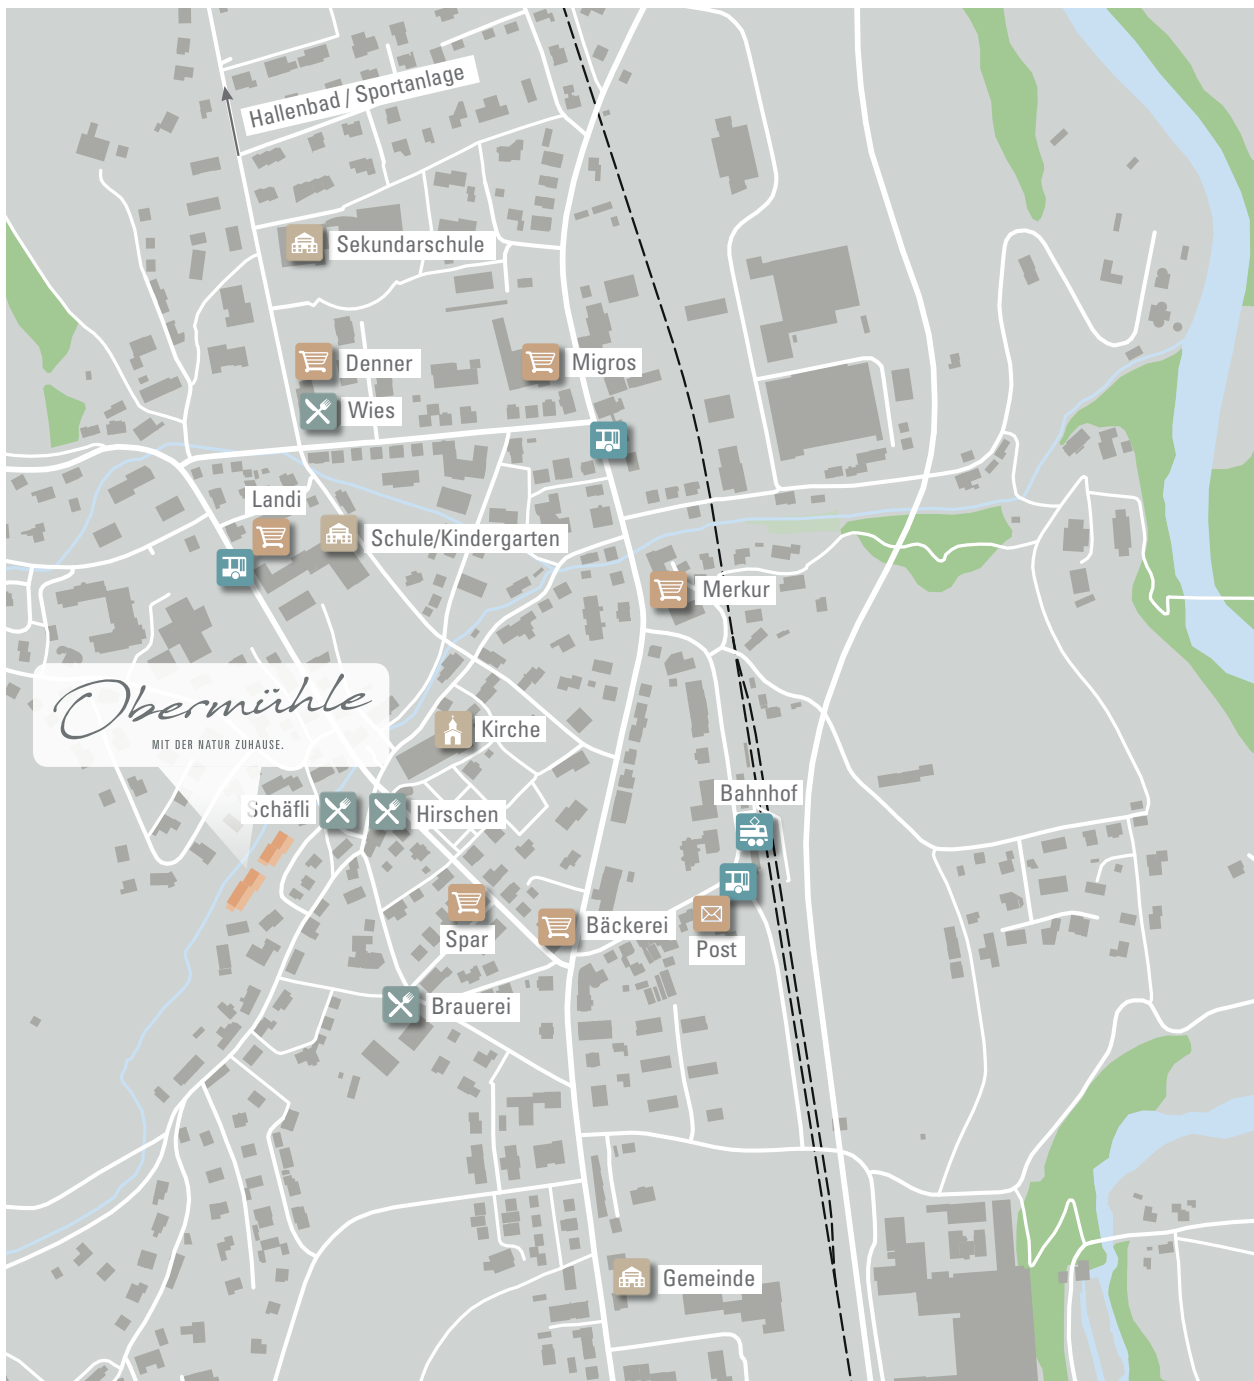 Hallenbad / Sportanlage
Sekundarschule
Denner
Migros
Wies
Landi
Schule/Kindergarten
Merkur
Obermühle
MIT DER NATUR ZUHAUSE.
Kirche
Bahnhof
Schäfli
Hirschen
Bäckerei
Spar
Post
Brauerei
Gemeinde